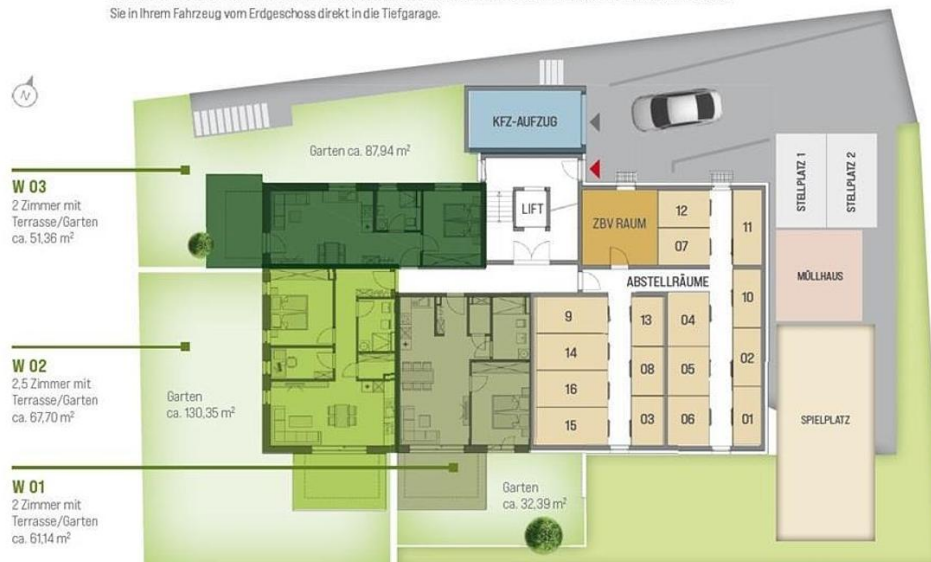 Sie in Ihrem Fahrzeug vom Erdgeschoss direkt in die Tiefgarage.
N
KFZ-AUFZUG
Garten ca. 87,94 m²
W 03
2 Zimmer mit
Terrasse/Garten
ca. 51,36 m²
LIFT
ZBV RAUM
12
07
11
STELLPLATZ 1
STELLPLATZ 2
MÜLLHAUS
ABSTELLRÄUME
9
14
16
15
13
08
03
04
05
06
10
02
01
SPIELPLATZ
W 02
2,5 Zimmer mit
Terrasse/Garten
ca. 67,70 m²
Garten
ca. 130,35 m²
W 01
2 Zimmer mit
Terrasse/Garten
ca. 61,14 m²
Garten
ca. 32,39 m²